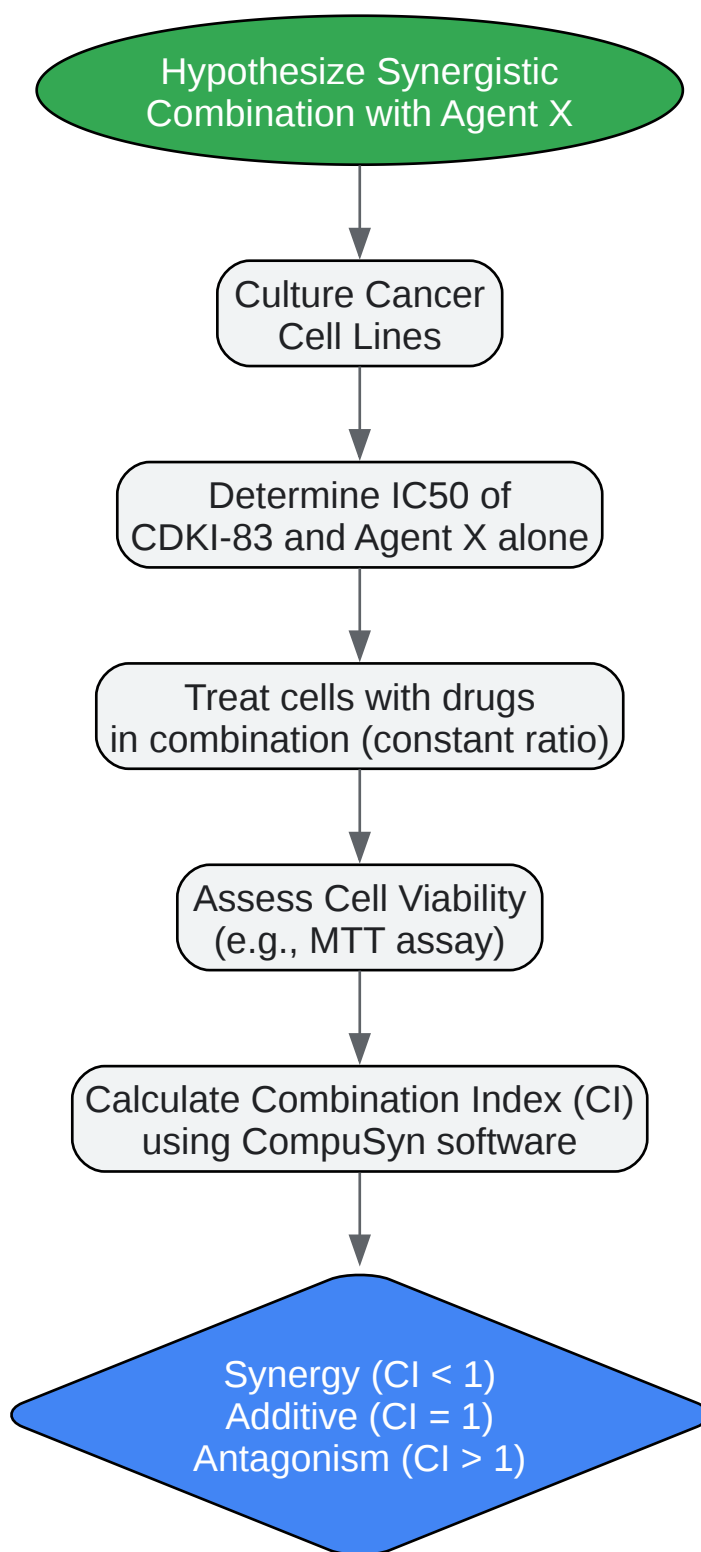 Hypothesize Synergistic
Combination with Agent X
Culture Cancer
Cell Lines
Determine IC50 of
CDKI-83 and Agent X alone
Treat cells with drugs
in combination (constant ratio)
Assess Cell Viability
(e.g., MTT assay)
Calculate Combination Index (CI)
using CompuSyn software
Synergy (CI < 1)
Additive (CI = 1)
Antagonism (CI > 1)